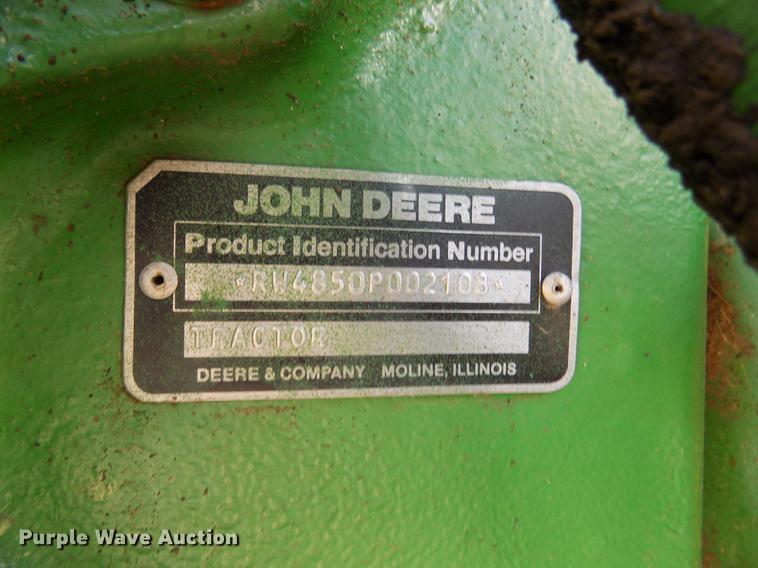 JOHN DEERE
Product Identification Number
*RW4850P002103*
TRACTOR
DEERE & COMPANY MOLINE, ILLINOIS
Purple Wave Auction